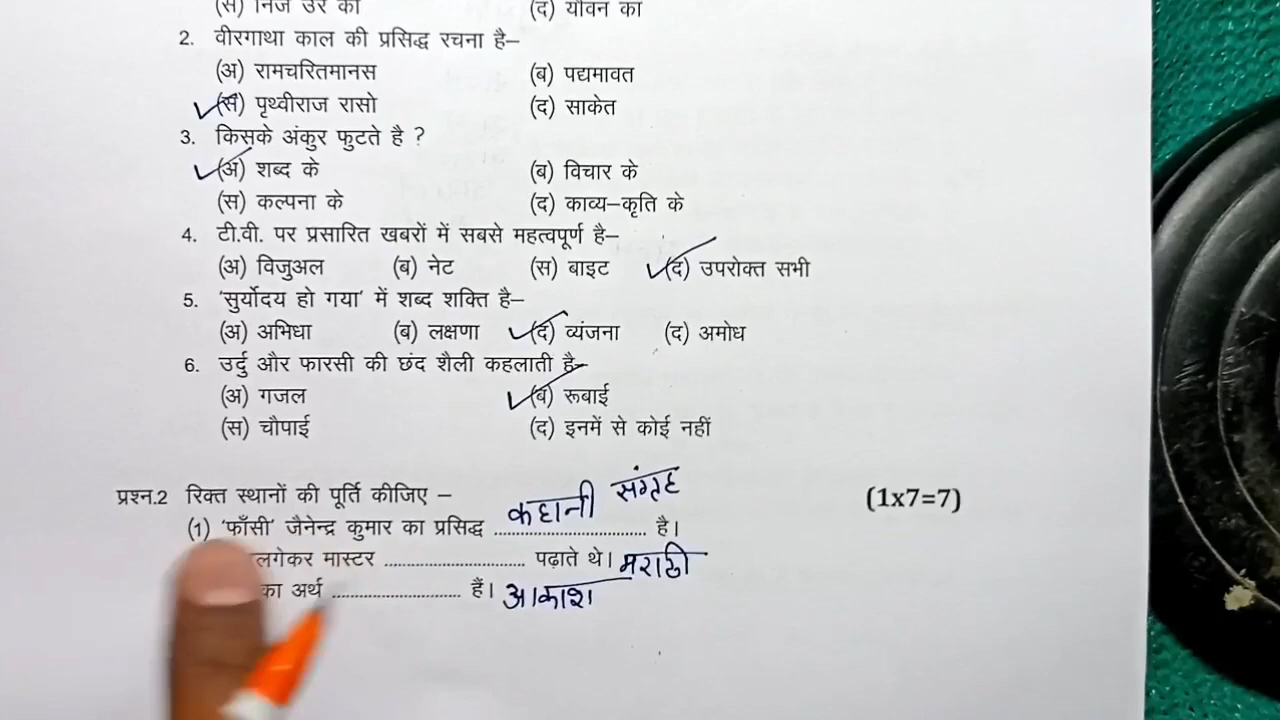 (स) निज उर का (द) यौवन का
2. वीरगाथा काल की प्रसिद्ध रचना है–
(अ) रामचरितमानस (ब) पद्यमावत
(स) पृथ्वीराज रासो (द) साकेत
3. किसके अंकुर फुटते है ?
(अ) शब्द के (ब) विचार के
(स) कल्पना के (द) काव्य–कृति के
4. टी.वी. पर प्रसारित खबरों में सबसे महत्वपूर्ण है–
(अ) विजुअल (ब) नेट (स) बाइट (द) उपरोक्त सभी
5. 'सुर्योदय हो गया' में शब्द शक्ति है–
(अ) अभिधा (ब) लक्षणा (द) व्यंजना (द) अमोध
6. उर्दु और फारसी की छंद शैली कहलाती है–
(अ) गजल (ब) रूबाई
(स) चौपाई (द) इनमें से कोई नहीं
प्रश्न.2 रिक्त स्थानों की पूर्ति कीजिए – (1x7=7)
(1) 'फाँसी' जैनेन्द्र कुमार का प्रसिद्ध कहानी संग्रह है।
लगेकर मास्टर .............................. पढ़ाते थे। मराठी
का अर्थ ............................ हैं। आकाश